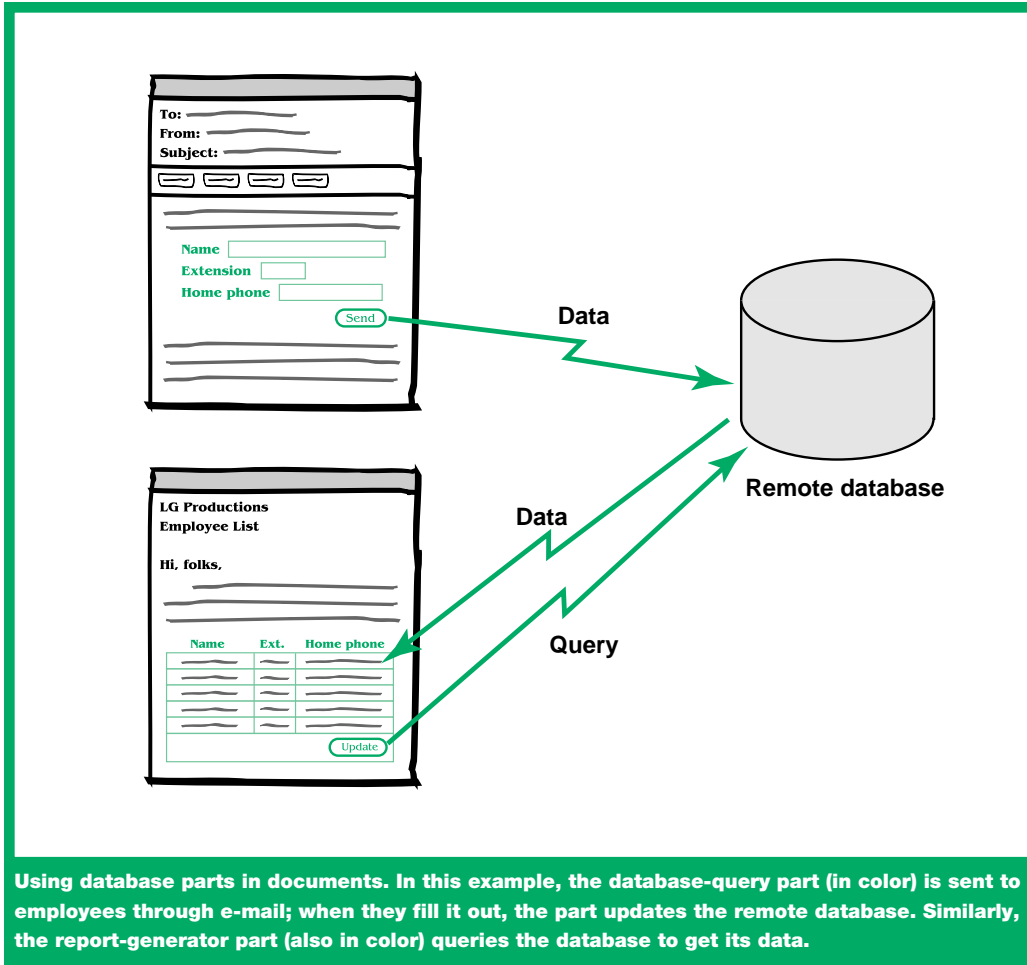 To:
From:
Subject:
Name
Extension
Home phone
Send
Data
Remote database
LG Productions
Employee List
Hi, folks,
Name Ext. Home phone
Update
Data
Query
Using database parts in documents. In this example, the database-query part (in color) is sent to
employees through e-mail; when they fill it out, the part updates the remote database. Similarly,
the report-generator part (also in color) queries the database to get its data.